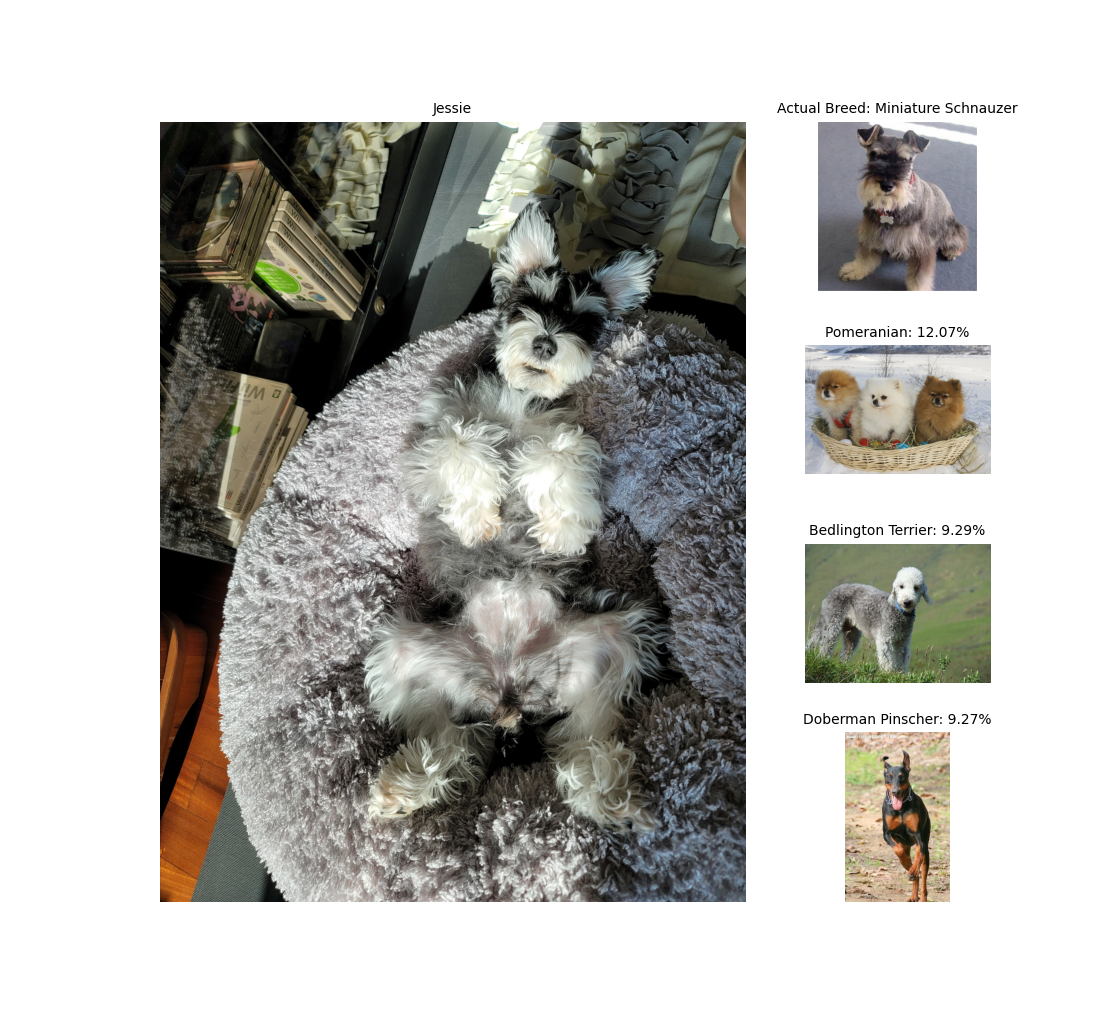 Jessie
Actual Breed: Miniature Schnauzer
Pomeranian: 12.07%
Bedlington Terrier: 9.29%
Doberman Pinscher: 9.27%